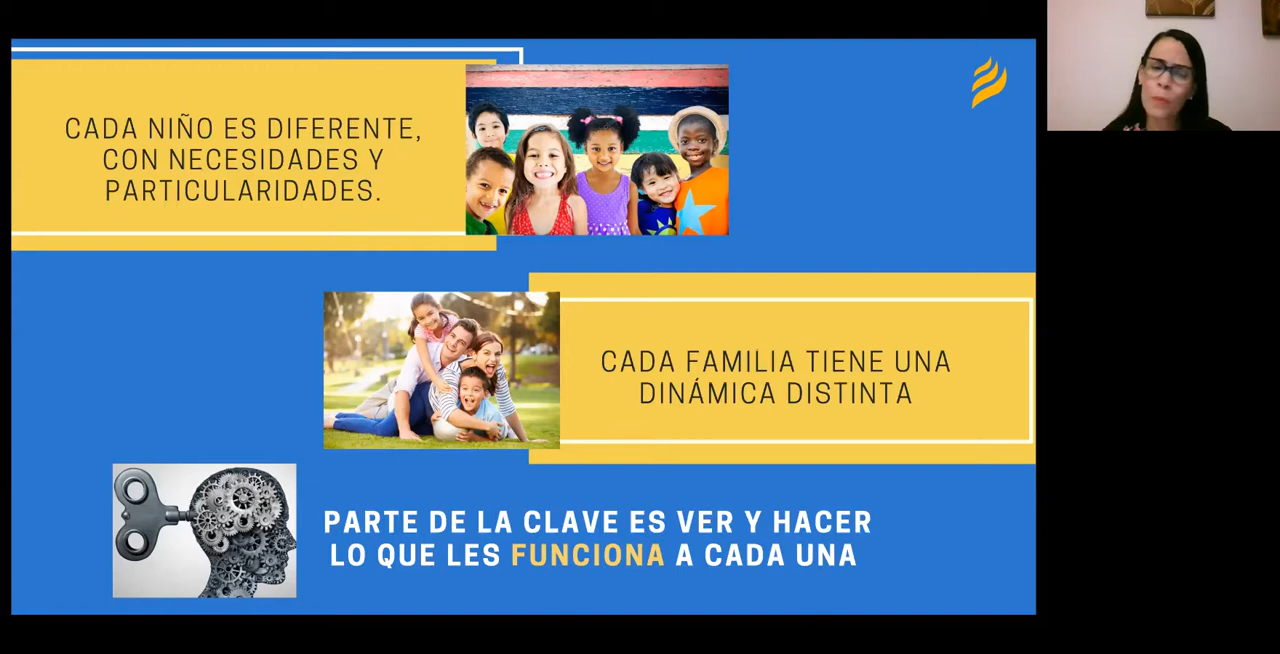 CADA NIÑO ES DIFERENTE,
CON NECESIDADES Y
PARTICULARIDADES.
CADA FAMILIA TIENE UNA
DINÁMICA DISTINTA
PARTE DE LA CLAVE ES VER Y HACER
LO QUE LES FUNCIONA A CADA UNA